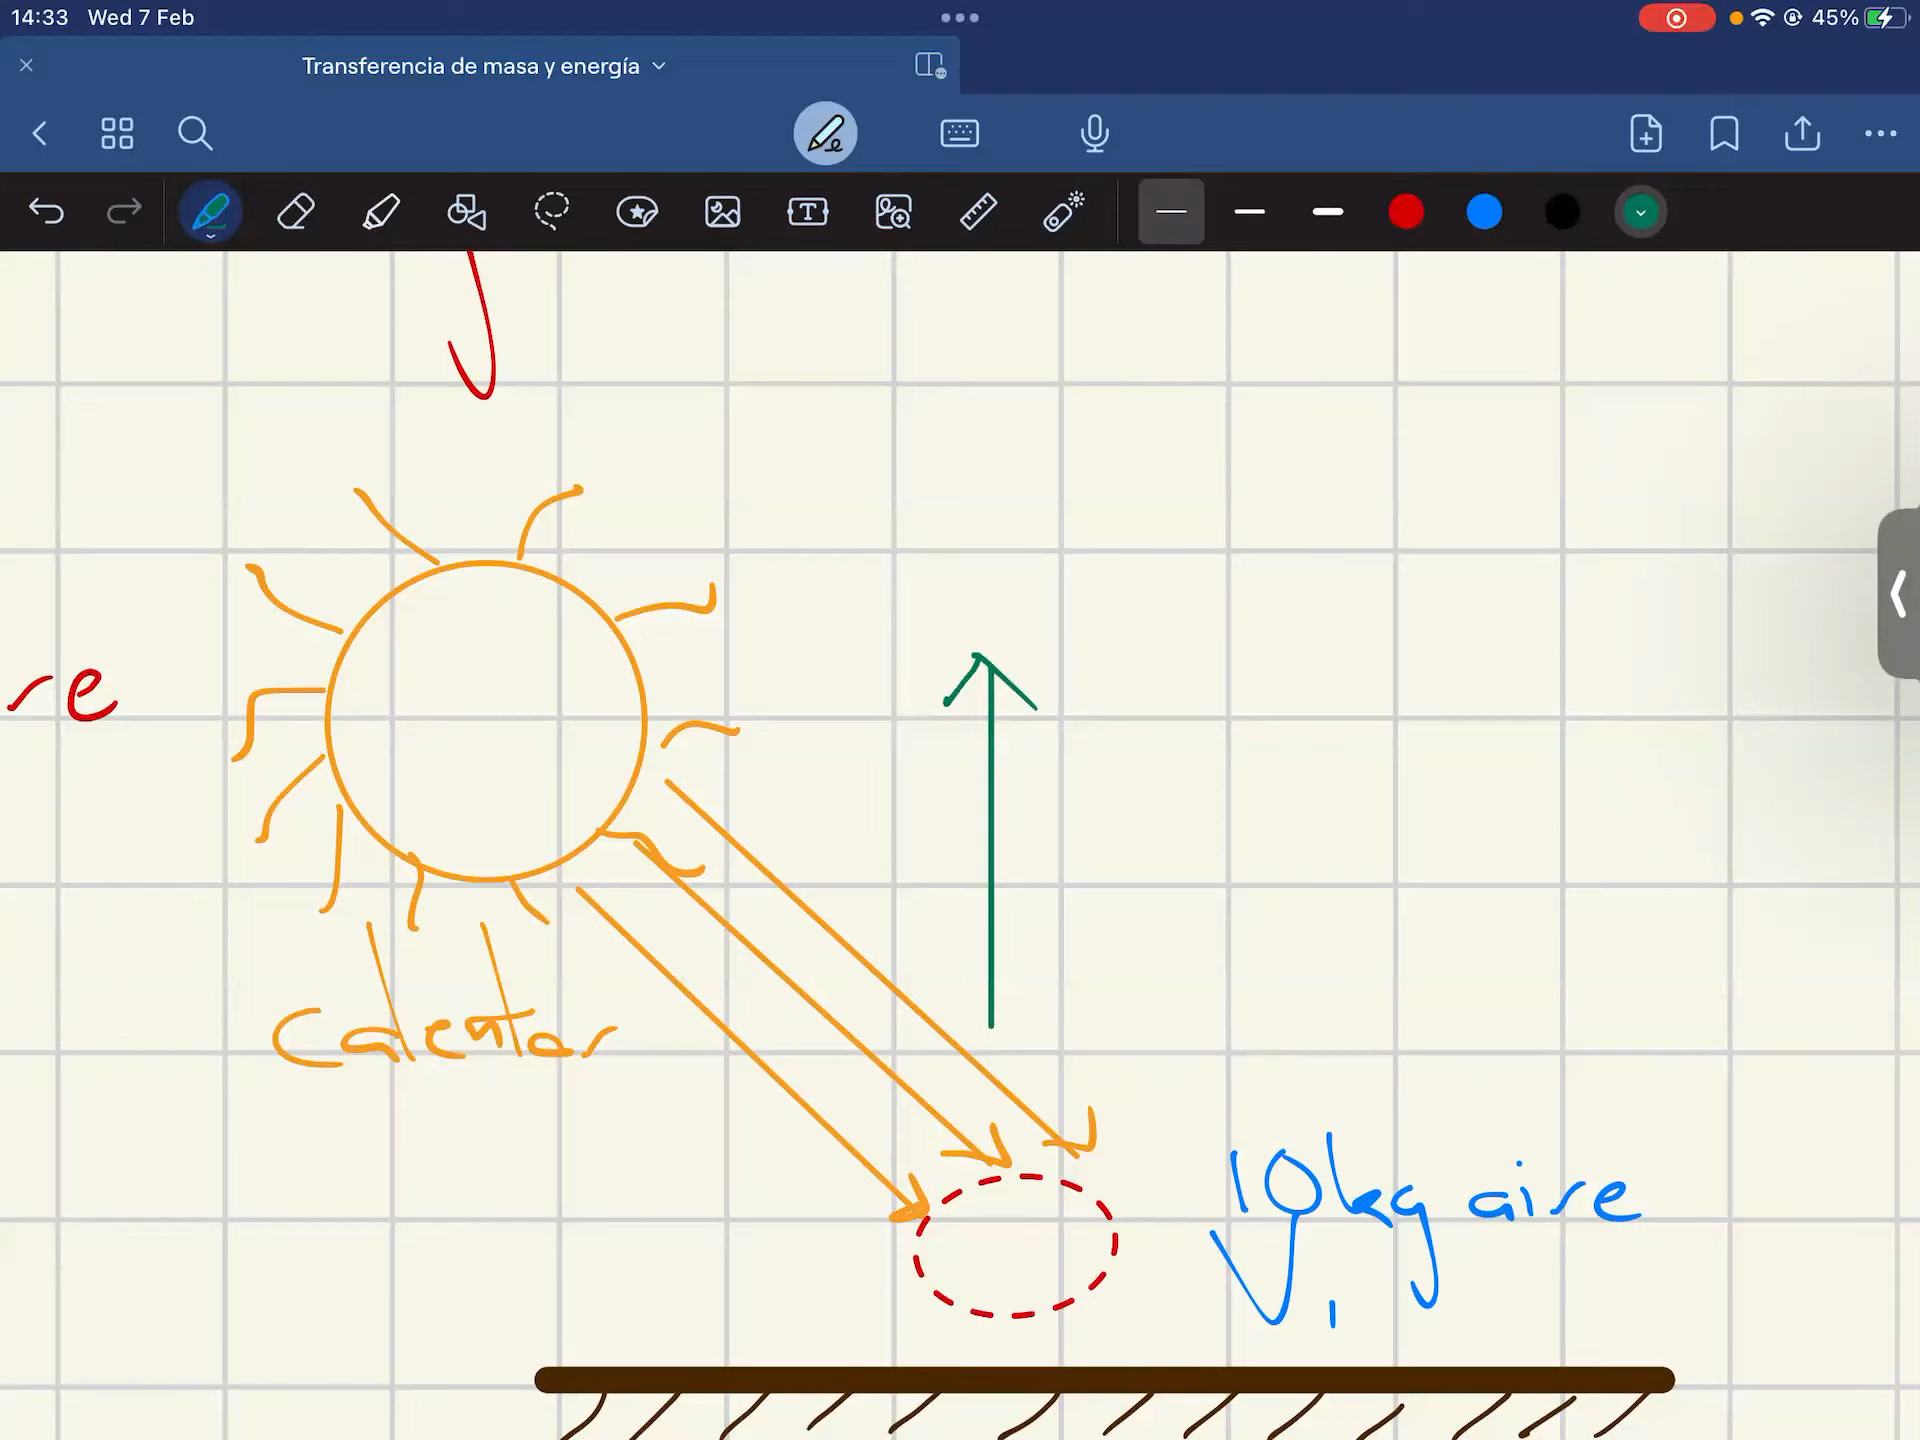 14:33 Wed 7 Feb
45%
Transferencia de masa y energía
re
Calentar
10kg aire
V1